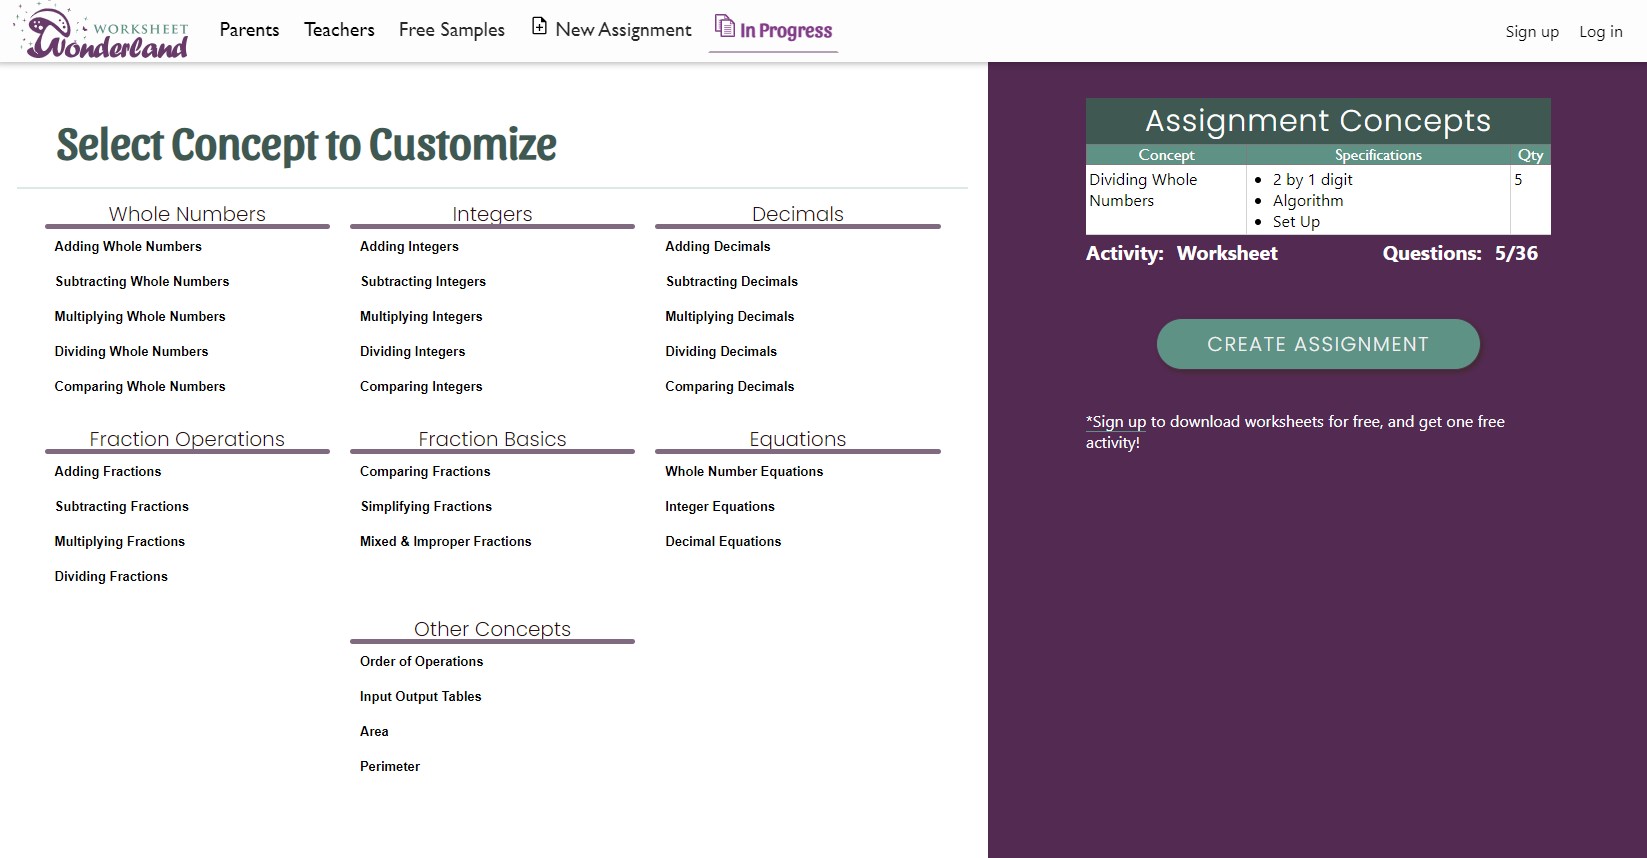 WORKSHEET
Wonderland
Parents
Teachers
Free Samples
New Assignment
In Progress
Sign up
Log in
Select Concept to Customize
Whole Numbers
Adding Whole Numbers
Subtracting Whole Numbers
Multiplying Whole Numbers
Dividing Whole Numbers
Comparing Whole Numbers
Integers
Adding Integers
Subtracting Integers
Multiplying Integers
Dividing Integers
Comparing Integers
Decimals
Adding Decimals
Subtracting Decimals
Multiplying Decimals
Dividing Decimals
Comparing Decimals
Fraction Operations
Adding Fractions
Subtracting Fractions
Multiplying Fractions
Dividing Fractions
Fraction Basics
Comparing Fractions
Simplifying Fractions
Mixed & Improper Fractions
Equations
Whole Number Equations
Integer Equations
Decimal Equations
Other Concepts
Order of Operations
Input Output Tables
Area
Perimeter
Assignment Concepts
Concept Specifications Qty
Dividing Whole
Numbers
• 2 by 1 digit
• Algorithm
• Set Up
5
Activity: Worksheet Questions: 5/36
CREATE ASSIGNMENT
*Sign up to download worksheets for free, and get one free
activity!